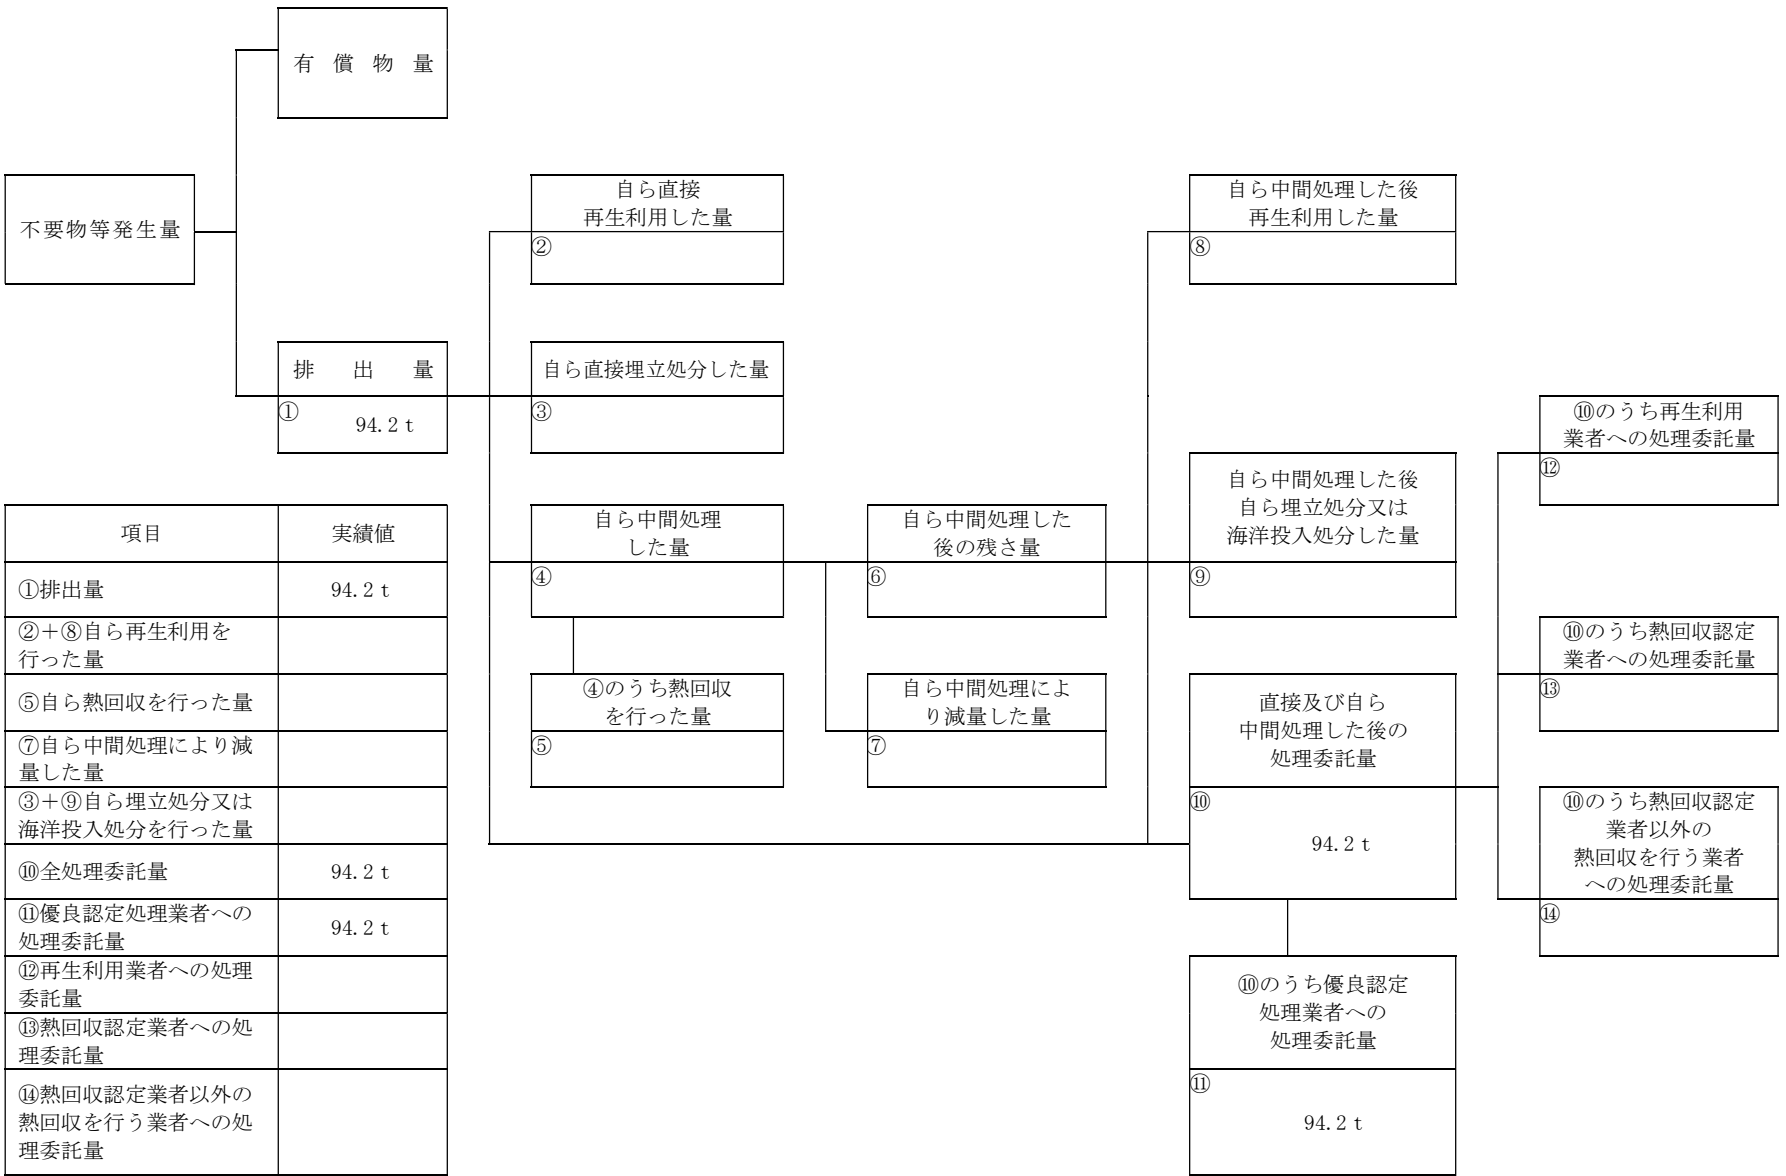 有償物量
不要物等発生量
自ら直接
再生利用した量
②
自ら中間処理した後
再生利用した量
⑧
排出量
① 94.2 t
自ら直接埋立処分した量
③
⑩のうち再生利用
業者への処理委託量
⑫
自ら中間処理した後
自ら埋立処分又は
海洋投入処分した量
⑨
自ら中間処理
した量
④
自ら中間処理した
後の残さ量
⑥
⑩のうち熱回収認定
業者への処理委託量
⑬
④のうち熱回収
を行った量
⑤
自ら中間処理によ
り減量した量
⑦
直接及び自ら
中間処理した後の
処理委託量
⑩
94.2 t
⑩のうち熱回収認定
業者以外の
熱回収を行う業者
への処理委託量
⑭
⑩のうち優良認定
処理業者への
処理委託量
⑪
94.2 t
項目 実績値
①排出量 94.2 t
②+⑧自ら再生利用を
行った量
⑤自ら熱回収を行った量
⑦自ら中間処理により減
量した量
③+⑨自ら埋立処分又は
海洋投入処分を行った量
⑩全処理委託量 94.2 t
⑪優良認定処理業者への
処理委託量 94.2 t
⑫再生利用業者への処理
委託量
⑬熱回収認定業者への処
理委託量
⑭熱回収認定業者以外の
熱回収を行う業者への処
理委託量